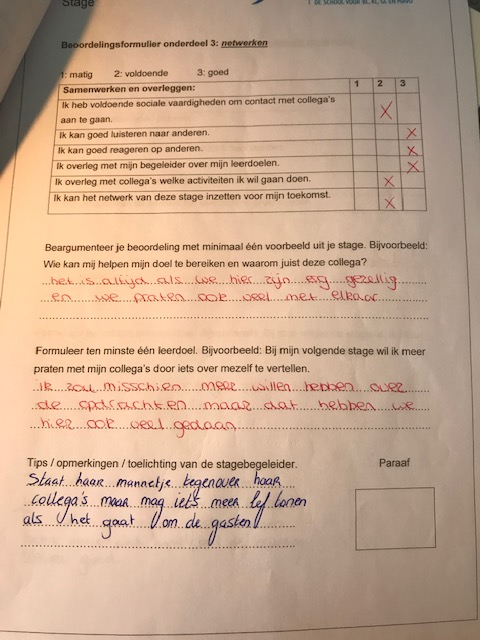 Stage
DE SCHOOL VOOR BL, KL, GL EN MAVO
Beoordelingsformulier onderdeel 3: netwerken
1: matig 2: voldoende 3: goed
Samenwerken en overleggen: 1 2 3
Ik heb voldoende sociale vaardigheden om contact met collega's
aan te gaan. X
Ik kan goed luisteren naar anderen. X
Ik kan goed reageren op anderen. X
Ik overleg met mijn begeleider over mijn leerdoelen. X
Ik overleg met collega's welke activiteiten ik wil gaan doen. X
Ik kan het netwerk van deze stage inzetten voor mijn toekomst. X
Beargumenteer je beoordeling met minimaal één voorbeeld uit je stage. Bijvoorbeeld:
Wie kan mij helpen mijn doel te bereiken en waarom juist deze collega?
het is altijd als we hier zijn erg gezellig
en we praten ook veel met elkaar
Formuleer ten minste één leerdoel. Bijvoorbeeld: Bij mijn volgende stage wil ik meer
praten met mijn collega's door iets over mezelf te vertellen.
ik zou misschien meer willen hebben over
de opdrachten maar dat hebben we
hier ook veel gedaan
Tips / opmerkingen / toelichting van de stagebegeleider. Paraaf
Staat haar mannetje tegenover haar
collega's maar mag iets meer lef tonen
als het gaat om de gasten